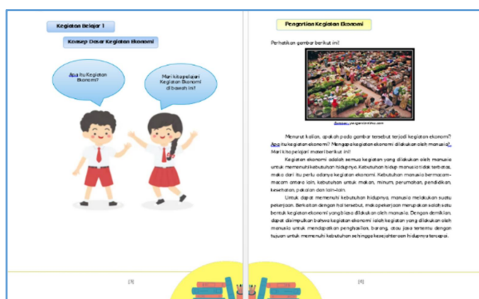 Kegiatan Belajar 1
Konsep Dasar Kegiatan Ekonomi
Apa itu Kegiatan
Ekonomi?
Mari kita pelajari
Kegiatan Ekonomi
di bawah ini!
Pengertian Kegiatan Ekonomi
Perhatikan gambar berikut ini!
Menurut kalian, apakah pada gambar tersebut terjadi kegiatan ekonomi?
Apa itu kegiatan ekonomi? Mengapa kegiatan ekonomi dilakukan oleh manusia?
Mari kita pelajari materi berikut ini!
Kegiatan ekonomi adalah semua kegiatan yang dilakukan oleh manusia
untuk memenuhi kebutuhan hidupnya. Kebutuhan hidup manusia tidak terbatas,
maka dari itu perlu adanya kegiatan ekonomi. Kebutuhan manusia bermacam-
macam antara lain, kebutuhan untuk makan, minum, perumahan, pendidikan,
kesehatan, pakaian dan lain-lain.
Untuk dapat memenuhi kebutuhan hidupnya, manusia melakukan suatu
pekerjaan. Berkaitan dengan hal tersebut, maka pekerjaan merupakan salah satu
bentuk kegiatan ekonomi yang biasa dilakukan oleh manusia. Dengan demikian,
dapat disimpulkan bahwa kegiatan ekonomi ialah kegiatan yang dilakukan oleh
manusia untuk mendapatkan penghasilan, barang, atau jasa tertentu dengan
tujuan untuk memenuhi kebutuhan sehingga kesejahteraan hidupnya tercapai.